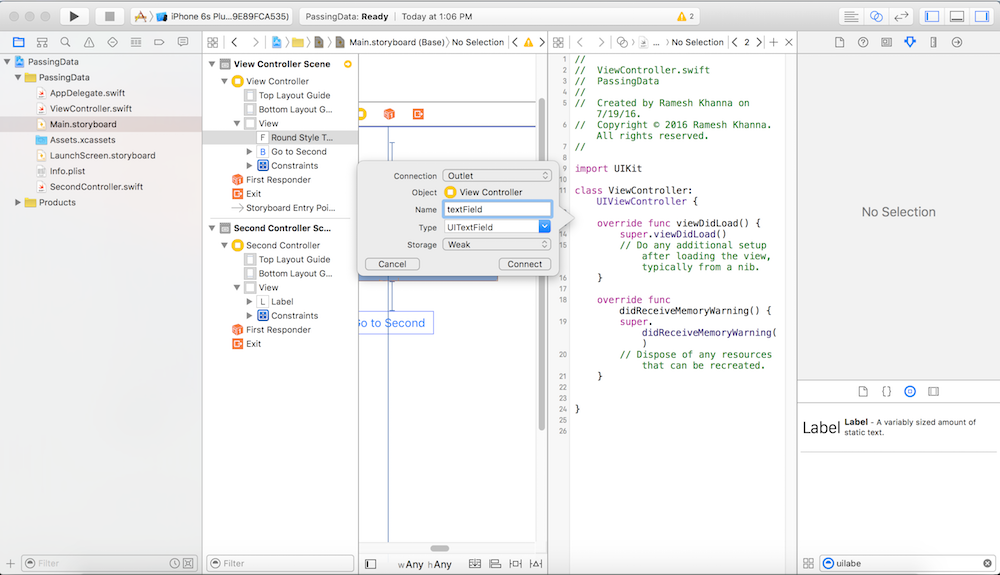 iPhone 6s Plu...9E89FCA535)
PassingData: Ready | Today at 1:06 PM
2
Main.storyboard (Base) No Selection
... No Selection
2
PassingData
PassingData
AppDelegate.swift
ViewController.swift
Main.storyboard
Assets.xcassets
LaunchScreen.storyboard
Info.plist
SecondController.swift
Products
Filter
View Controller Scene
View Controller
Top Layout Guide
Bottom Layout G...
View
F Round Style T...
B Go to Second
Constraints
First Responder
Exit
Storyboard Entry Poi...
Second Controller Sc...
Second Controller
Top Layout Guide
Bottom Layout G...
View
L Label
Constraints
First Responder
Exit
Filter
Connection Outlet
Object View Controller
Name textField
Type UITextField
Storage Weak
Cancel Connect
Go to Second
wAny hAny
1 //
2 // ViewController.swift
3 // PassingData
4 //
5 // Created by Ramesh Khanna on
7/19/16.
6 // Copyright © 2016 Ramesh Khanna.
All rights reserved.
7 //
8
9 import UIKit
10
11 class ViewController:
UIViewController {
override func viewDidLoad() {
14 super.viewDidLoad()
15 // Do any additional setup
after loading the view,
typically from a nib.
16 }
17
18 override func
didReceiveMemoryWarning() {
19 super.
didReceiveMemoryWarning(
)
20 // Dispose of any resources
that can be recreated.
21 }
22
23
24 }
25
26
No Selection
{}
Label
Label - A variably sized amount of
static text.
uilabe